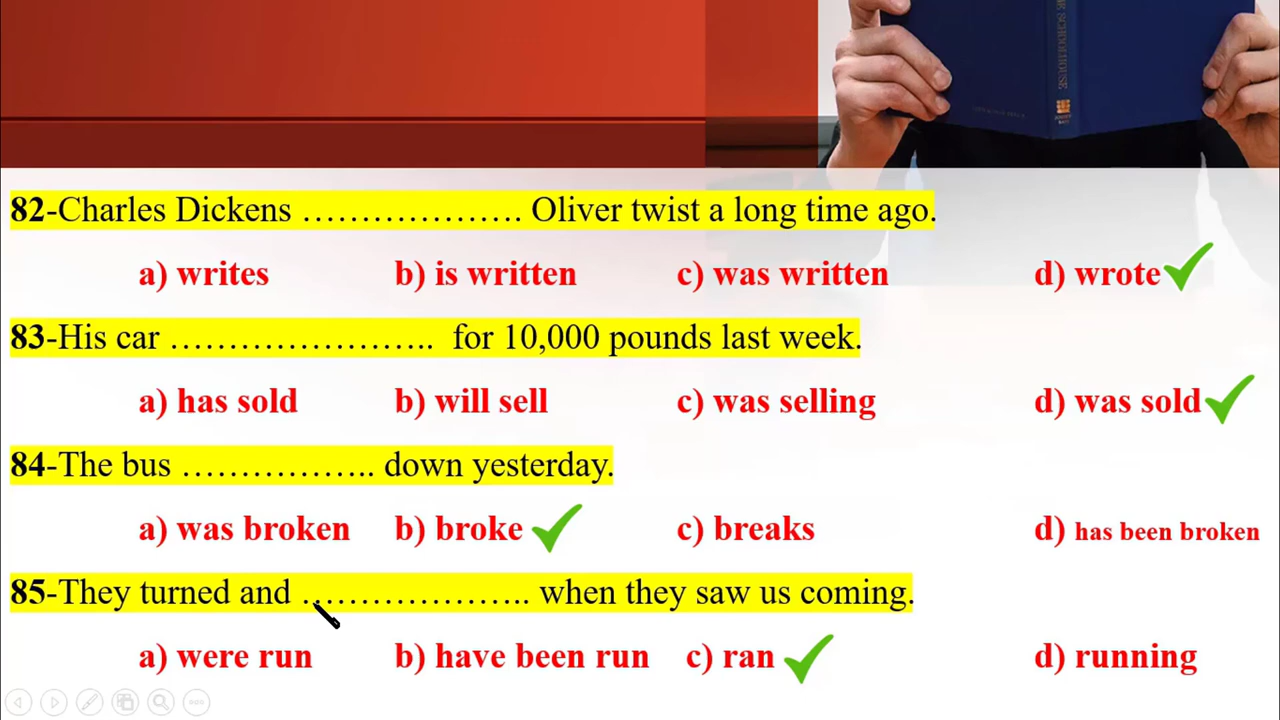 82-Charles Dickens ………………. Oliver twist a long time ago.
a) writes b) is written c) was written d) wrote
83-His car ………………….. for 10,000 pounds last week.
a) has sold b) will sell c) was selling d) was sold
84-The bus …………….. down yesterday.
a) was broken b) broke c) breaks d) has been broken
85-They turned and ……………….. when they saw us coming.
a) were run b) have been run c) ran d) running